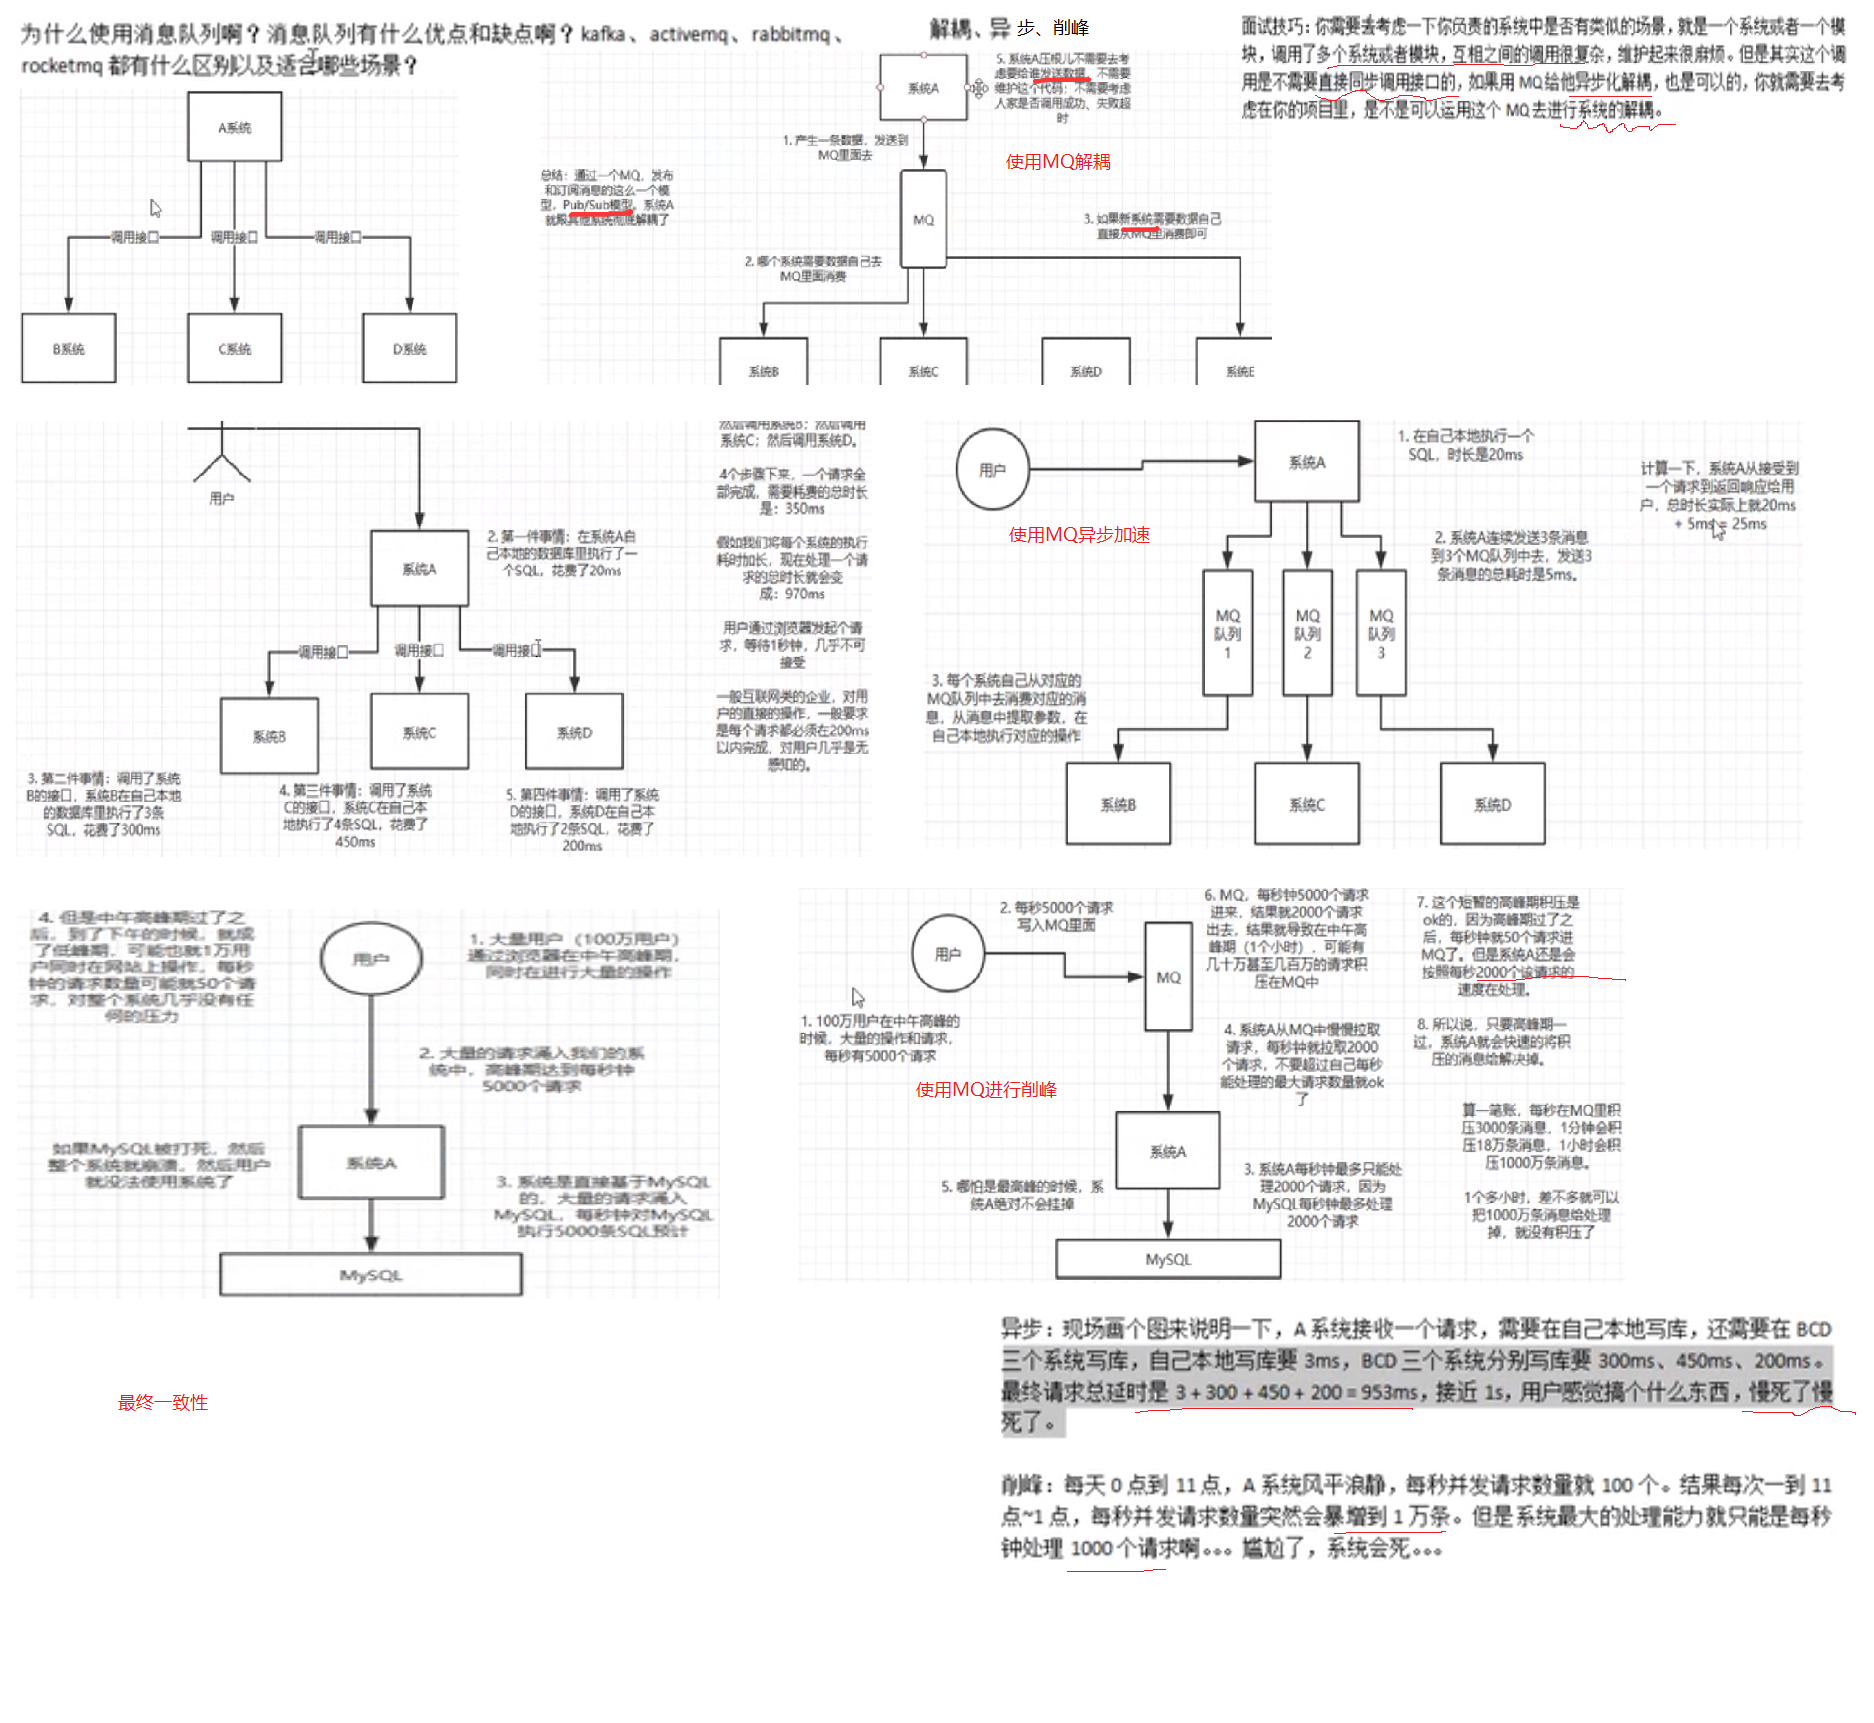 为什么使用消息队列啊？消息队列有什么优点和缺点啊？kafka、activemq、rabbitmq、
rocketmq 都有什么区别以及适合哪些场景？
A系统
调用接口
调用接口
调用接口
B系统
C系统
D系统
解耦、异 步、削峰
系统A
5. 系统A压根儿不需要去考
虑要给谁发送数据，不需要
维护这个代码；不需要考虑
人家是否调用成功、失败超
时
1. 产生一条数据，发送到
MQ里面去
使用MQ解耦
总结：通过一个MQ，发布
和订阅消息的这么一个模
型，Pub/Sub模型，系统A
就跟其他系统彻底解耦了
MQ
3. 如果新系统需要数据自己
直接从MQ里消费即可
2. 哪个系统需要数据自己去
MQ里面消费
系统B
系统C
系统D
系统E
面试技巧：你需要去考虑一下你负责的系统中是否有类似的场景，就是一个系统或者一个模
块，调用了多个系统或者模块，互相之间的调用很复杂，维护起来很麻烦。但是其实这个调
用是不需要直接同步调用接口的，如果用 MQ 给他异步化解耦，也是可以的，你就需要去考
虑在你的项目里，是不是可以运用这个 MQ 去进行系统的解耦。
用户
系统A
2. 第一件事情：在系统A自
己本地的数据库里执行了一
个SQL，花费了20ms
调用接口
调用接口
调用接口
系统B
系统C
系统D
3. 第二件事情：调用了系统
B的接口，系统B在自己本地
的数据库里执行了3条
SQL，花费了300ms
4. 第三件事情：调用了系统
C的接口，系统C在自己本
地执行了4条SQL，花费了
450ms
5. 第四件事情：调用了系统
D的接口，系统D在自己本
地执行了2条SQL，花费了
200ms
然后调用系统B；然后调用
系统C；然后调用系统D。
4个步骤下来，一个请求全
部完成，需要耗费的总时长
是：350ms
假如我们将每个系统的执行
耗时加长，现在处理一个请
求的总时长就会变
成：970ms
用户通过浏览器发起个请
求，等待1秒钟，几乎不可
接受
一般互联网类的企业，对用
户的直接的操作，一般要求
是每个请求都必须在200ms
以内完成，对用户几乎是无
感知的。
用户
系统A
1. 在自己本地执行一个
SQL，时长是20ms
计算一下，系统A从接受到
一个请求到返回响应给用
户，总时长实际上就20ms
+ 5ms = 25ms
使用MQ异步加速
2. 系统A连续发送3条消息
到3个MQ队列中去，发送3
条消息的总耗时是5ms。
MQ
队列
1
MQ
队列
2
MQ
队列
3
3. 每个系统自己从对应的
MQ队列中去消费对应的消
息，从消息中提取参数，在
自己本地执行对应的操作
系统B
系统C
系统D
4. 但是中午高峰期过了之
后，到了下午的时候，就成
了低峰期，可能也就1万用
户同时在网站上操作，每秒
钟的请求数量可能就50个请
求，对整个系统几乎没有任
何的压力
用户
1. 大量用户（100万用户）
通过浏览器在中午高峰期，
同时在进行大量的操作
2. 大量的请求涌入我们的系
统中，高峰期达到每秒钟
5000个请求
如果MySQL被打死，然后
整个系统就崩溃，然后用户
就没法使用系统了
系统A
3. 系统是直接基于MySQL
的，大量的请求涌入
MySQL，每秒钟对MySQL
执行5000条SQL预计
MySQL
用户
2. 每秒5000个请求
写入MQ里面
MQ
6. MQ，每秒钟5000个请求
进来，结果就2000个请求
出去，结果就导致在中午高
峰期（1个小时），可能有
几十万甚至几百万的请求积
压在MQ中
7. 这个短暂的高峰期积压是
ok的，因为高峰期过了之
后，每秒钟就50个请求进
MQ了。但是系统A还是会
按照每秒2000个该请求的
速度在处理。
1. 100万用户在中午高峰的
时候，大量的操作和请求，
每秒有5000个请求
使用MQ进行削峰
4. 系统A从MQ中慢慢拉取
请求，每秒钟就拉取2000
个请求，不要超过自己每秒
能处理的最大请求数量就ok
了
8. 所以说，只要高峰期一
过，系统A就会快速的将积
压的消息给解决掉。
系统A
算一笔账，每秒在MQ里积
压3000条消息，1分钟会积
压18万条消息，1小时会积
压1000万条消息。
5. 哪怕是最高峰的时候，系
统A绝对不会挂掉
3. 系统A每秒钟最多只能处
理2000个请求，因为
MySQL每秒钟最多处理
2000个请求
1个多小时，差不多就可以
把1000万条消息给处理
掉，就没有积压了
MySQL
最终一致性
异步：现场画个图来说明一下，A 系统接收一个请求，需要在自己本地写库，还需要在 BCD
三个系统写库，自己本地写库要 3ms，BCD 三个系统分别写库要 300ms、450ms、200ms。
最终请求总延时是 3 + 300 + 450 + 200 = 953ms，接近 1s，用户感觉搞个什么东西，慢死了慢
死了。
削峰：每天 0 点到 11 点，A 系统风平浪静，每秒并发请求数量就 100 个。结果每次一到 11
点~1 点，每秒并发请求数量突然会暴增到 1 万条。但是系统最大的处理能力就只能是每秒
钟处理 1000 个请求啊。。。尴尬了，系统会死。。。